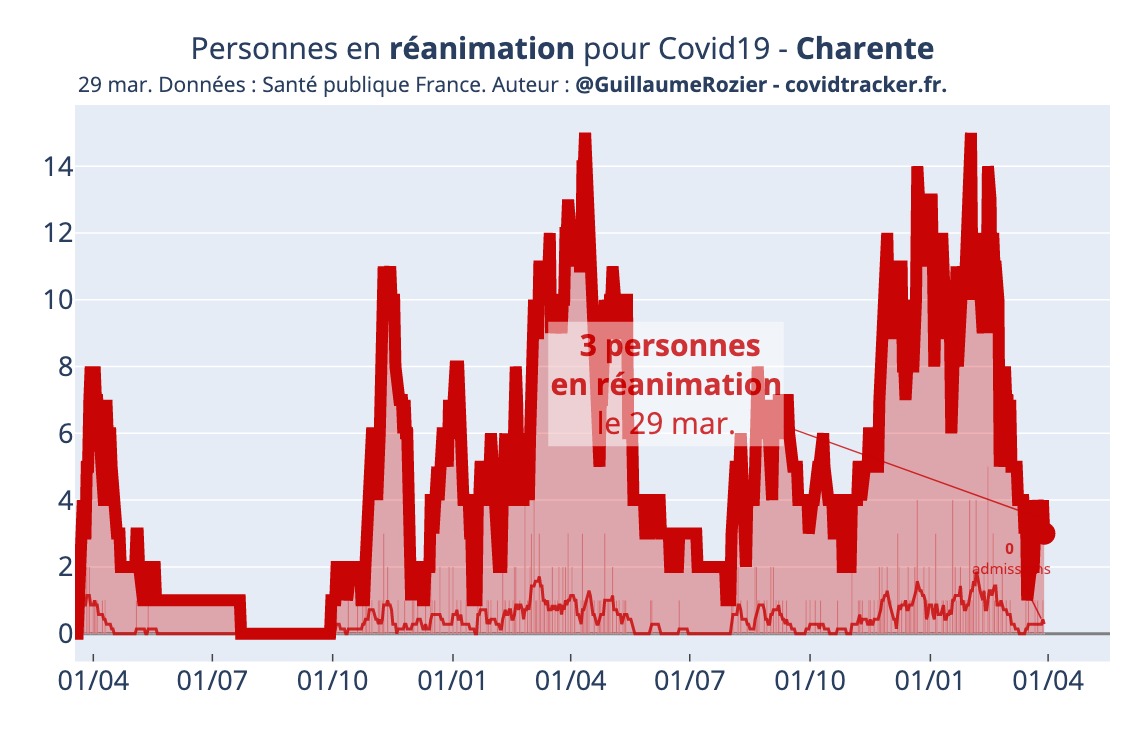 Personnes en réanimation pour Covid19 - Charente
29 mar. Données : Santé publique France. Auteur : @GuillaumeRozier - covidtracker.fr.
14
12
10
8
6
4
2
0
3 personnes
en réanimation
le 29 mar.
0
admissions
01/04 01/07 01/10 01/01 01/04 01/07 01/10 01/01 01/04